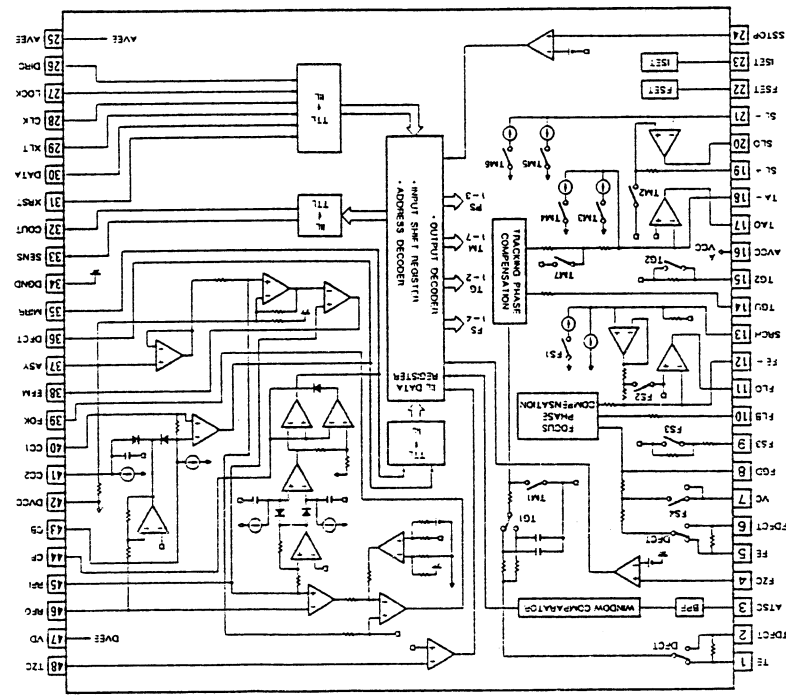 TE 1
TDFCT 2
DFCT
ATSC 3
BPF
WINDOW COMPARATOR
FZC 4
FE 5
FDFCT 6
DFCT
VC 7
FS4
FGD 8
FS3 9
FS3
FLB 10
FOCUS
PHASE
COMPENSATION
FLO 11
FE - 12
FS2
SRCH 13
FS1
TGU 14
TG2 15
TG2
AVCC 16
VCC
TAO 17
TA - 18
TM2
SL + 19
SLO 20
SL - 21
FSET 22
FSET
ISET 23
ISET
SSTOP 24
TG1
TM1
TRACKING PHASE
COMPENSATION
TM7
TM3
TM4
TM5
TM6
IIL
TTL
IIL DATA
REGISTER
• INPUT SHIFT REGISTER
• ADDRESS DECODER
• OUTPUT DECODER
FS
1-4
TG
1-2
TM
1-7
PS
1-3
TTL
IIL
TTL
IIL
48 TZC
47 VD
DVEE
46 RFO
45 RFI
44 CP
43 CB
42 DVCC
41 CC2
40 CC1
39 FOK
38 EFM
37 ASY
36 DFCT
35 MIRR
34 DGND
33 SENS
32 COUT
31 XRST
30 DATA
29 XLT
28 CLK
27 LOCK
26 DIRC
25 AVEE
AVEE